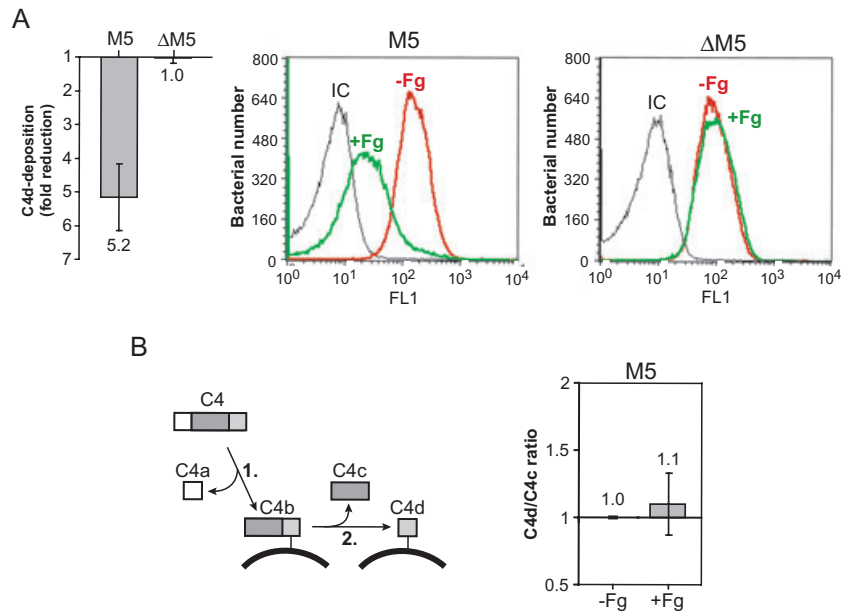 A
M5 ΔM5
C4d-deposition
(fold reduction)
1
2
3
4
5
6
7
5.2
1.0
M5
Bacterial number
800
640
480
320
160
0
IC
-Fg
+Fg
10⁰ 10¹ 10² 10³ 10⁴
FL1
ΔM5
Bacterial number
800
640
480
320
160
0
IC
-Fg
+Fg
10⁰ 10¹ 10² 10³ 10⁴
FL1
B
C4
C4a
1.
C4b
C4c
2.
C4d
M5
C4d/C4c ratio
2
1.5
1
0.5
1.0
1.1
-Fg +Fg